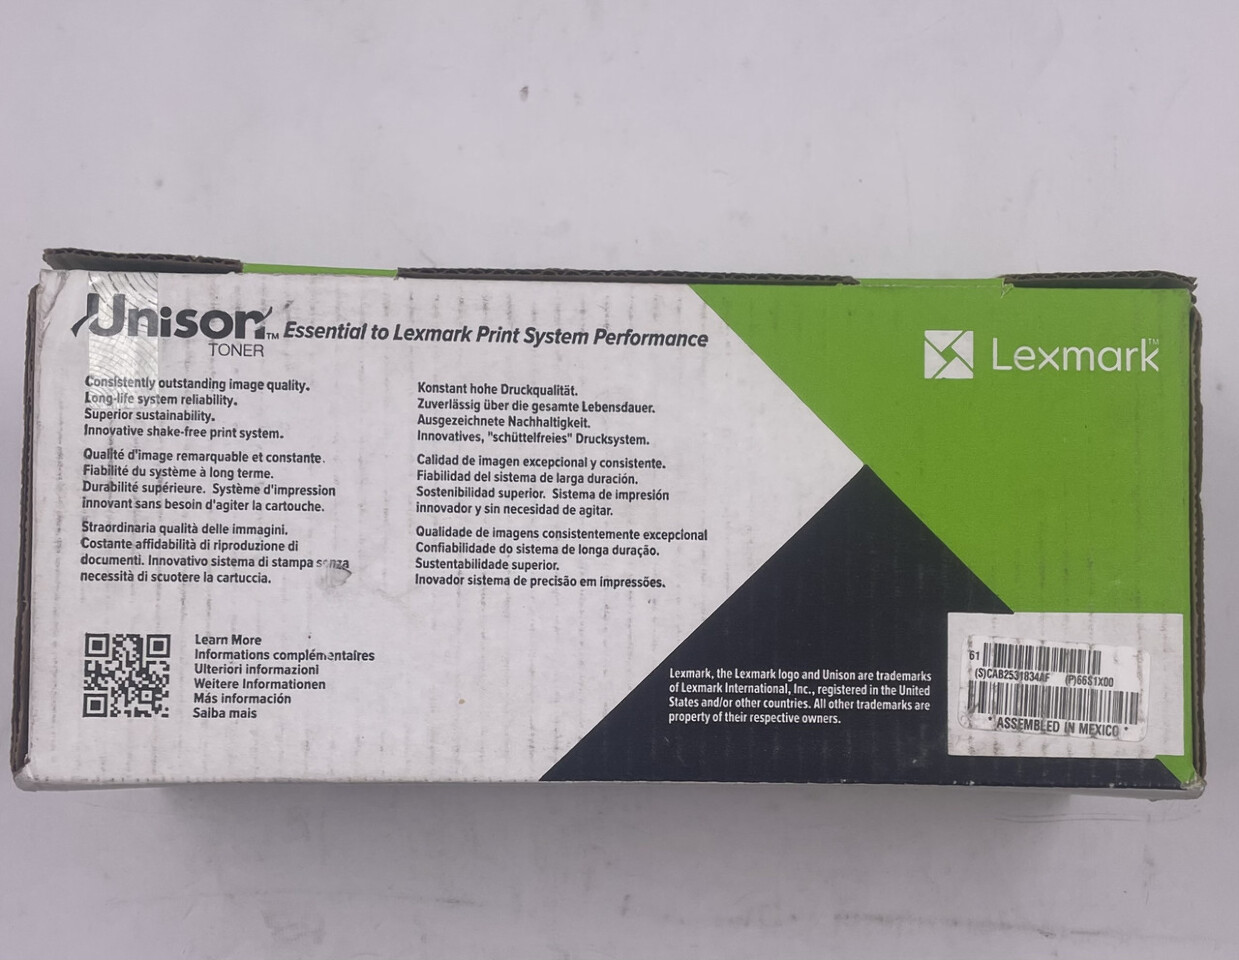 Unison™
TONER
Essential to Lexmark Print System Performance
Lexmark™
Consistently outstanding image quality.
Long-life system reliability.
Superior sustainability.
Innovative shake-free print system.
Qualité d'image remarquable et constante.
Fiabilité du système à long terme.
Durabilité supérieure. Système d'impression
innovant sans besoin d'agiter la cartouche.
Straordinaria qualità delle immagini.
Costante affidabilità di riproduzione di
documenti. Innovativo sistema di stampa senza
necessità di scuotere la cartuccia.
Konstant hohe Druckqualität.
Zuverlässig über die gesamte Lebensdauer.
Ausgezeichnete Nachhaltigkeit.
Innovatives, "schüttelfreies" Drucksystem.
Calidad de imagen excepcional y consistente.
Fiabilidad del sistema de larga duración.
Sostenibilidad superior. Sistema de impresión
innovador y sin necesidad de agitar.
Qualidade de imagens consistentemente excepcional
Confiabilidade do sistema de longa duração.
Sustentabilidade superior.
Inovador sistema de precisão em impressões.
Learn More
Informations complémentaires
Ulteriori informazioni
Weitere Informationen
Más información
Saiba mais
Lexmark, the Lexmark logo and Unison are trademarks
of Lexmark International, Inc., registered in the United
States and/or other countries. All other trademarks are
property of their respective owners.
61
(S)CAB2531834AF (P)66S1X00
* ASSEMBLED IN MEXICO *